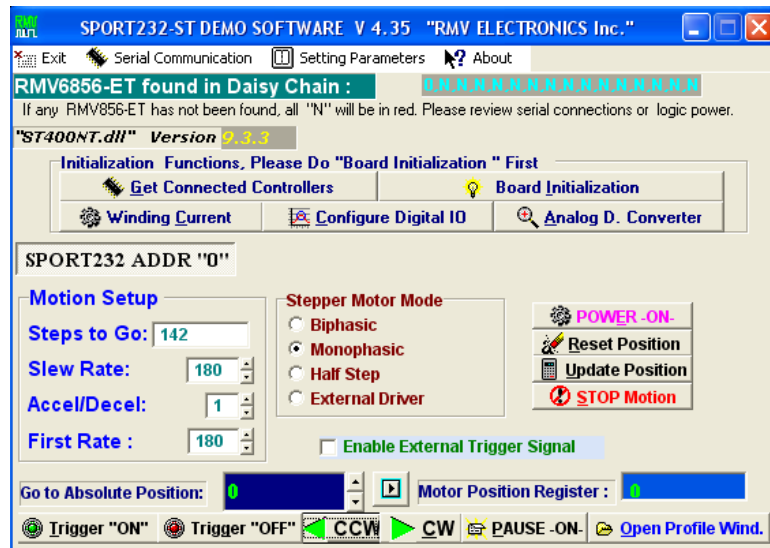 SPORT232-ST DEMO SOFTWARE V 4.35 "RMV ELECTRONICS Inc."
Exit Serial Communication Setting Parameters About
RMV6856-ET found in Daisy Chain : 0,N,N,N,N,N,N,N,N,N,N,N,N,N,N,N
If any RMV856-ET has not been found, all "N" will be in red. Please review serial connections or logic power.
"ST400NT.dll" Version 9.3.3
Initialization Functions, Please Do "Board Initialization " First
Get Connected Controllers Board Initialization
Winding Current Configure Digital IO Analog D. Converter
SPORT232 ADDR "0"
Motion Setup
Steps to Go: 142
Slew Rate: 180
Accel/Decel: 1
First Rate : 180
Stepper Motor Mode
Biphasic
Monophasic
Half Step
External Driver
POWER -ON-
Reset Position
Update Position
STOP Motion
Enable External Trigger Signal
Go to Absolute Position: 0 Motor Position Register : 0
Trigger "ON" Trigger "OFF" CCW CW PAUSE -ON- Open Profile Wind.